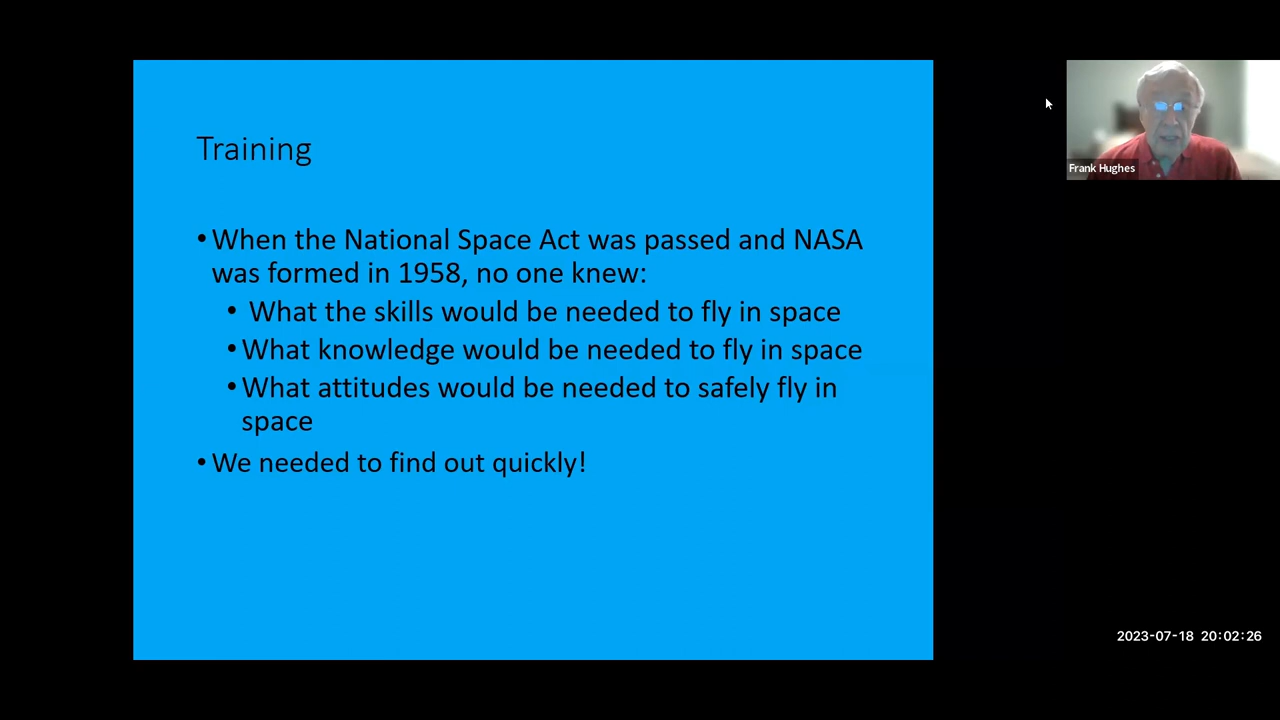 Training
• When the National Space Act was passed and NASA
was formed in 1958, no one knew:
• What the skills would be needed to fly in space
• What knowledge would be needed to fly in space
• What attitudes would be needed to safely fly in
space
• We needed to find out quickly!
Frank Hughes
2023-07-18 20:02:26